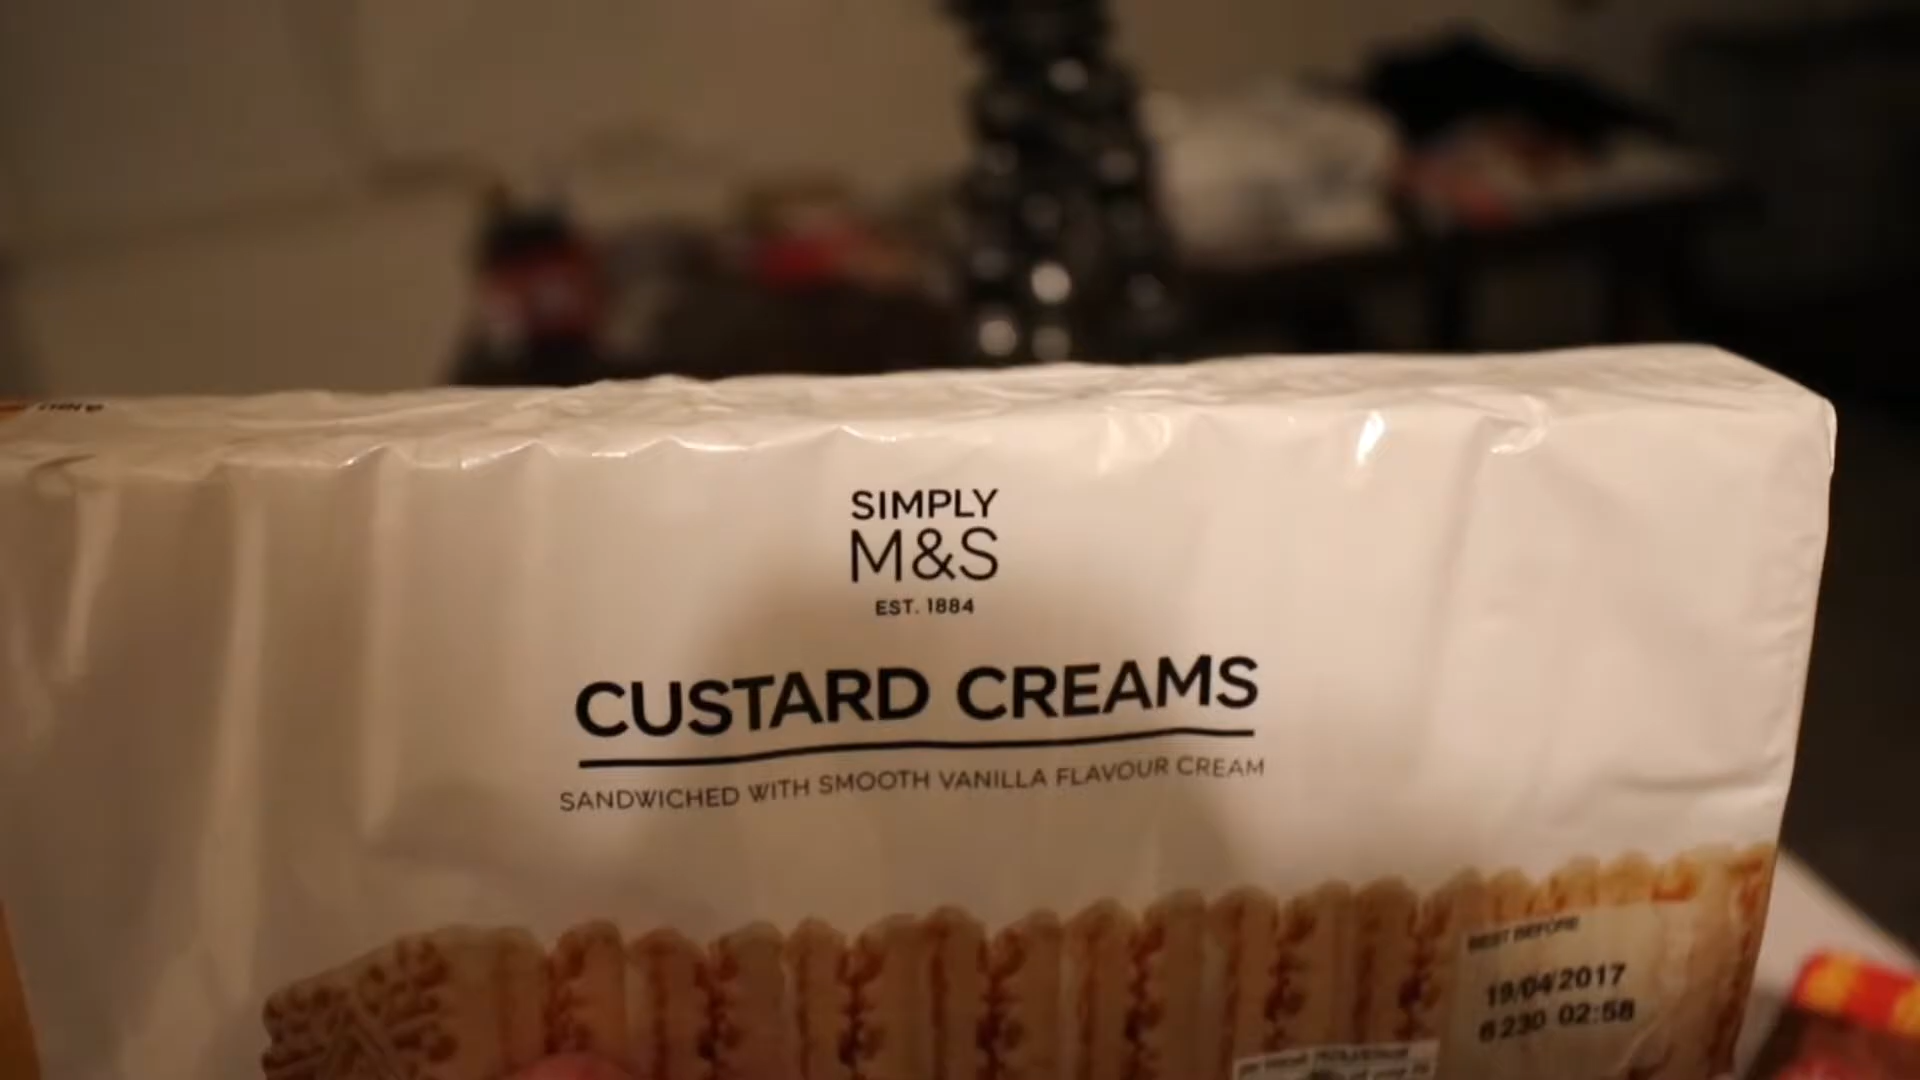 SIMPLY
M&S
EST. 1884
CUSTARD CREAMS
SANDWICHED WITH SMOOTH VANILLA FLAVOUR CREAM
BEST BEFORE
19/04/2017
6230 02:58